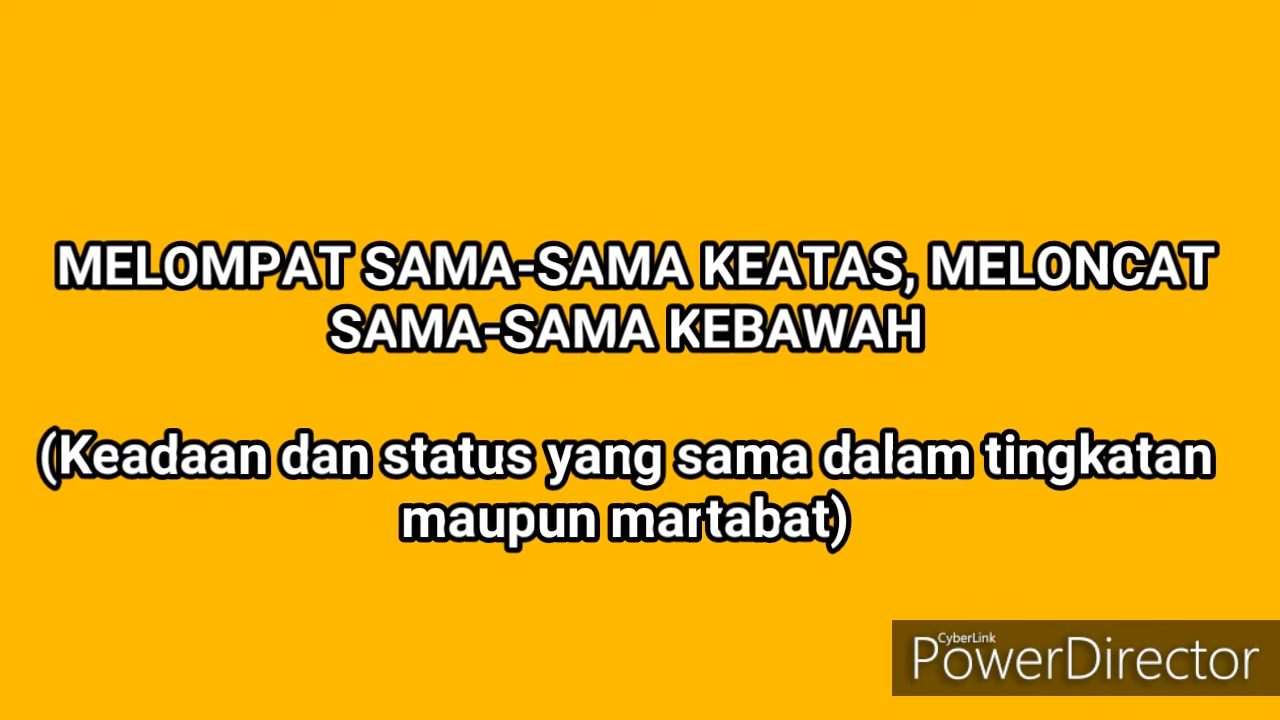 MELOMPAT SAMA-SAMA KEATAS, MELONCAT
SAMA-SAMA KEBAWAH
(Keadaan dan status yang sama dalam tingkatan
maupun martabat)
CyberLink
PowerDirector